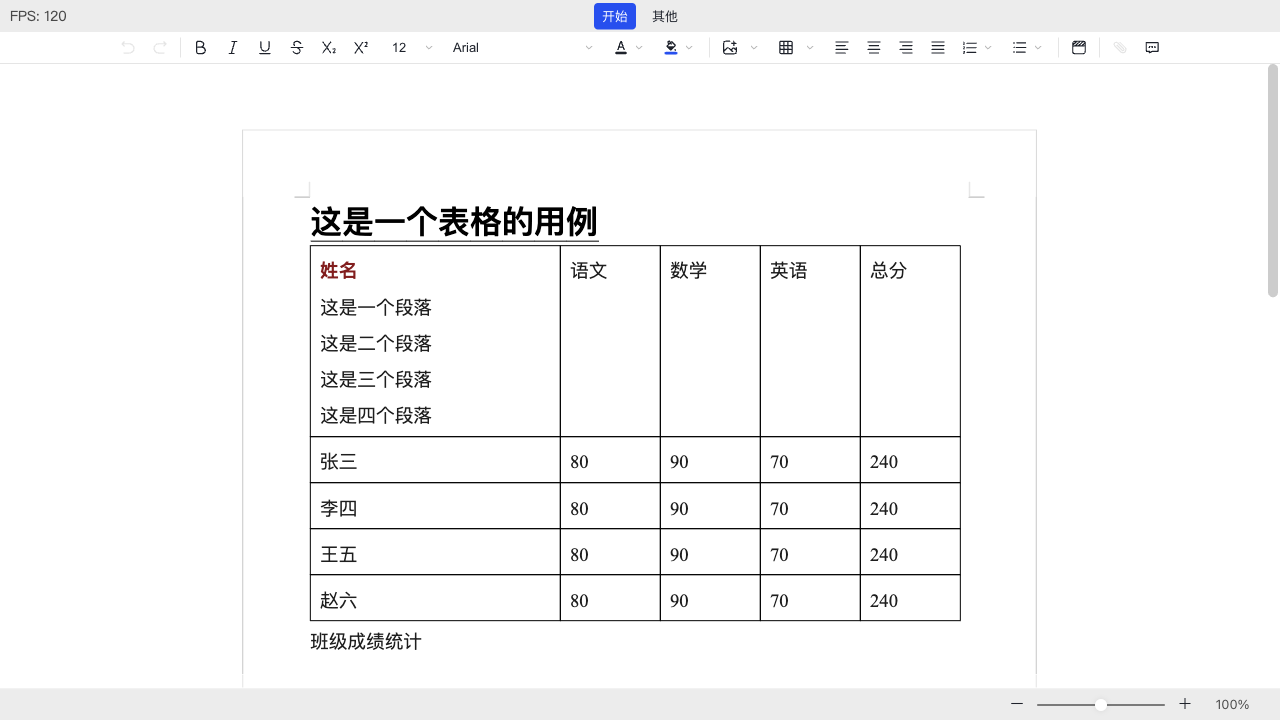 FPS: 120
开始 其他
B I U S X₂ X² 12 Arial A
这是一个表格的用例
姓名 语文 数学 英语 总分
这是一个段落
这是二个段落
这是三个段落
这是四个段落
张三 80 90 70 240
李四 80 90 70 240
王五 80 90 70 240
赵六 80 90 70 240
班级成绩统计
100%